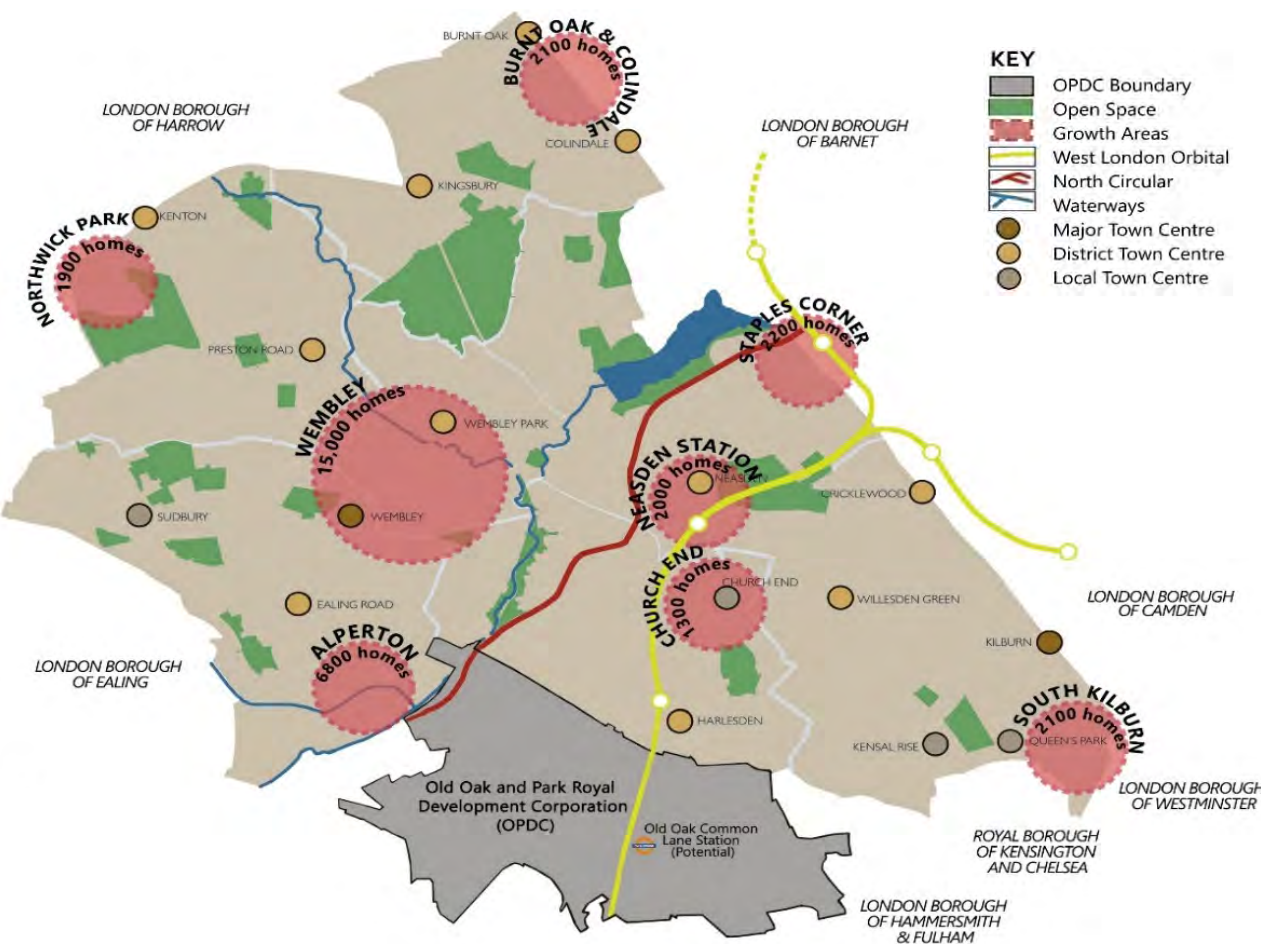 BURNT OAK
BURNT OAK & COLINDALE
2100 homes
COLINDALE
KEY
OPDC Boundary
Open Space
Growth Areas
West London Orbital
North Circular
Waterways
Major Town Centre
District Town Centre
Local Town Centre
LONDON BOROUGH
OF HARROW
LONDON BOROUGH
OF BARNET
KINGSBURY
KENTON
NORTHWICK PARK
1900 homes
PRESTON ROAD
STAPLES CORNER
2200 homes
WEMBLEY
15,000 homes
WEMBLEY PARK
WEMBLEY
SUDBURY
NEASDEN STATION
2000 homes
NEASDEN
CRICKLEWOOD
CHURCH END
1300 homes
CHURCH END
WILLESDEN GREEN
EALING ROAD
ALPERTON
6800 homes
LONDON BOROUGH
OF EALING
LONDON BOROUGH
OF CAMDEN
KILBURN
HARLESDEN
KENSAL RISE
SOUTH KILBURN
2100 homes
QUEEN'S PARK
LONDON BOROUGH
OF WESTMINSTER
Old Oak and Park Royal
Development Corporation
(OPDC)
Old Oak Common
Lane Station
(Potential)
ROYAL BOROUGH
OF KENSINGTON
AND CHELSEA
LONDON BOROUGH
OF HAMMERSMITH
& FULHAM